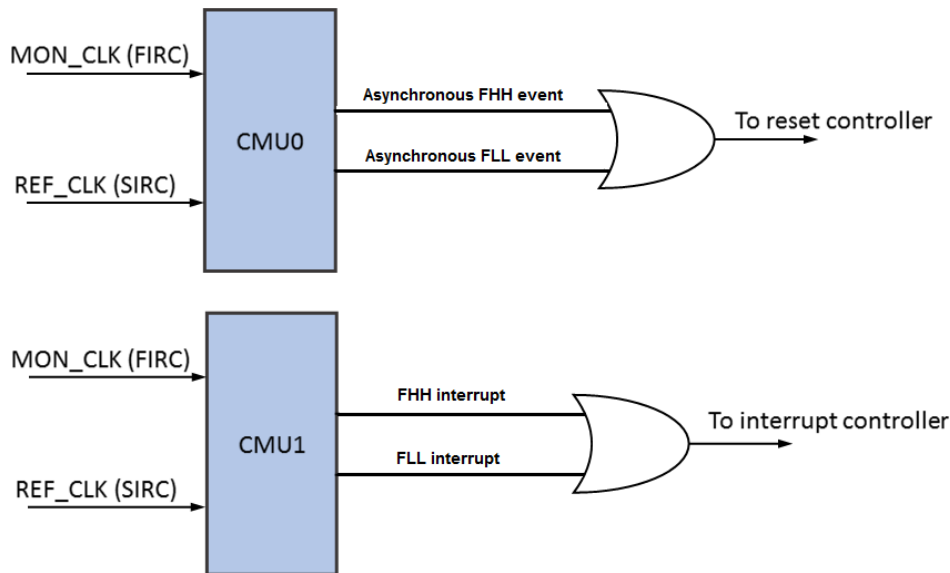 MON_CLK (FIRC)
Asynchronous FHH event
To reset controller
CMU0
Asynchronous FLL event
REF_CLK (SIRC)
MON_CLK (FIRC)
FHH interrupt
To interrupt controller
CMU1
FLL interrupt
REF_CLK (SIRC)